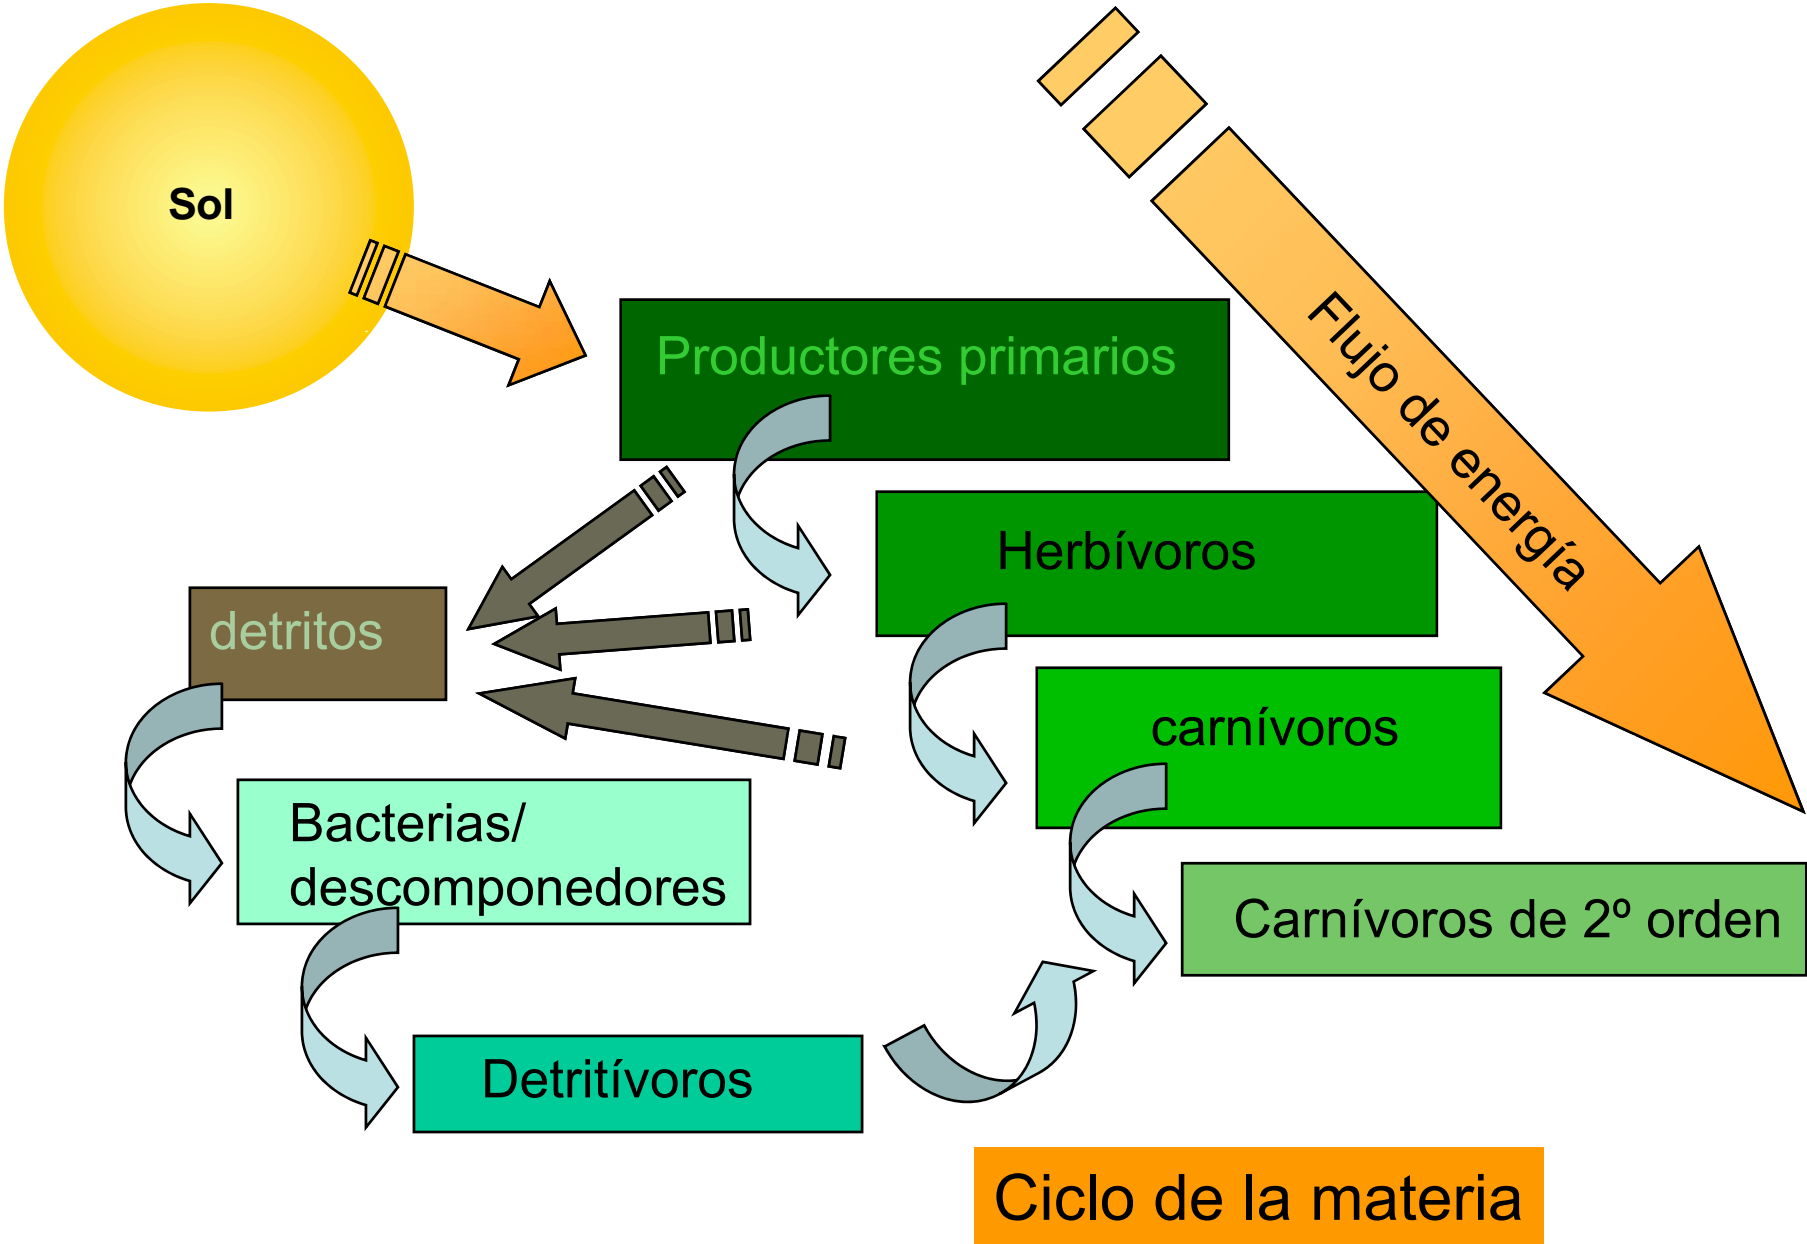 Sol
Productores primarios
Flujo de energía
Herbívoros
detritos
carnívoros
Bacterias/
descomponedores
Carnívoros de 2º orden
Detritívoros
Ciclo de la materia